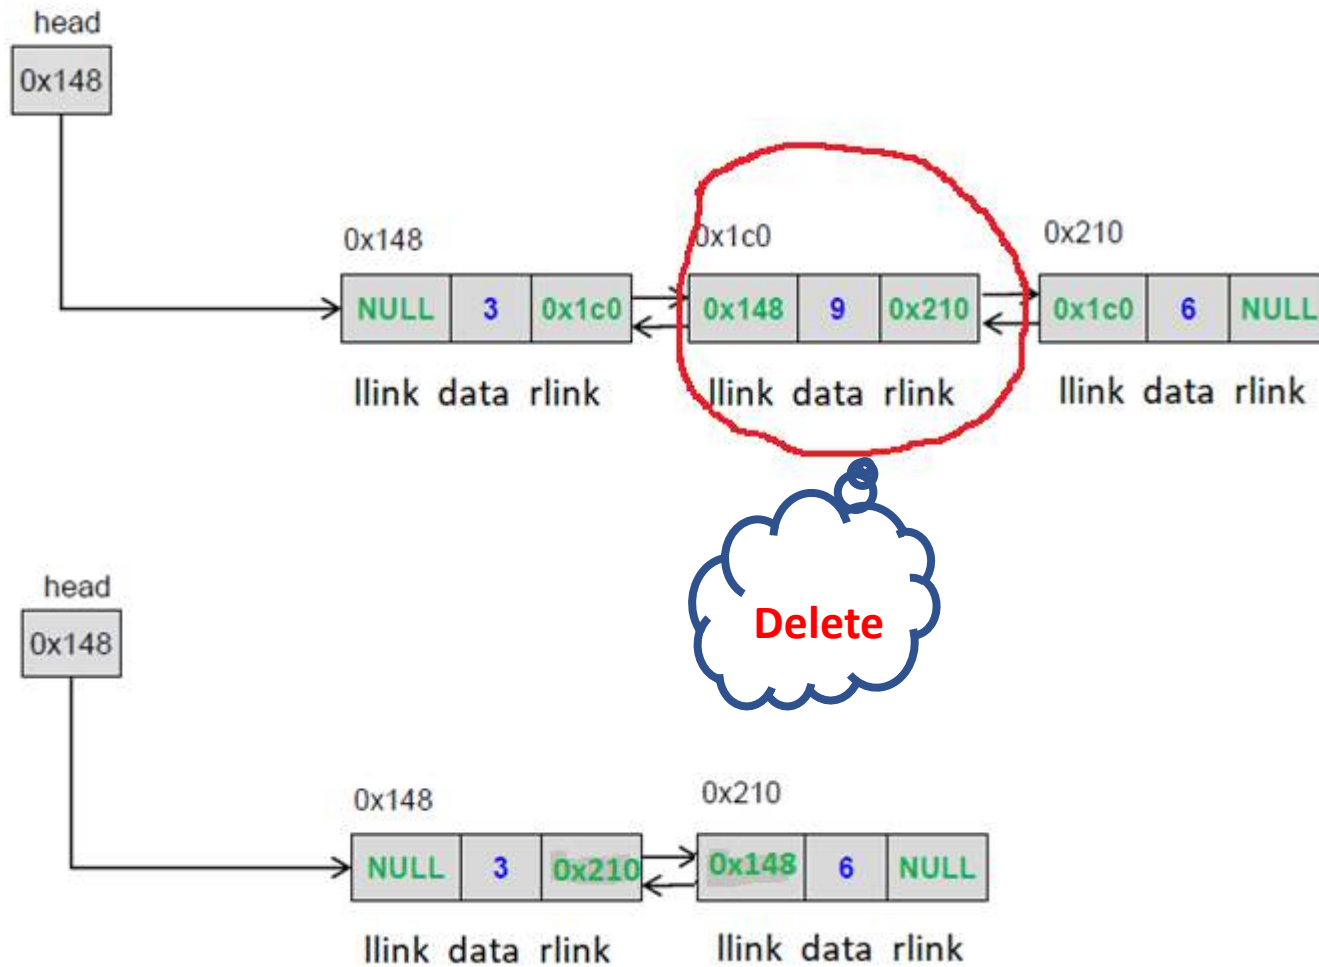 head
0x148
0x148 0x1c0 0x210
NULL 3 0x1c0 0x148 9 0x210 0x1c0 6 NULL
llink data rlink llink data rlink llink data rlink
Delete
head
0x148
0x148 0x210
NULL 3 0x210 0x148 6 NULL
llink data rlink llink data rlink